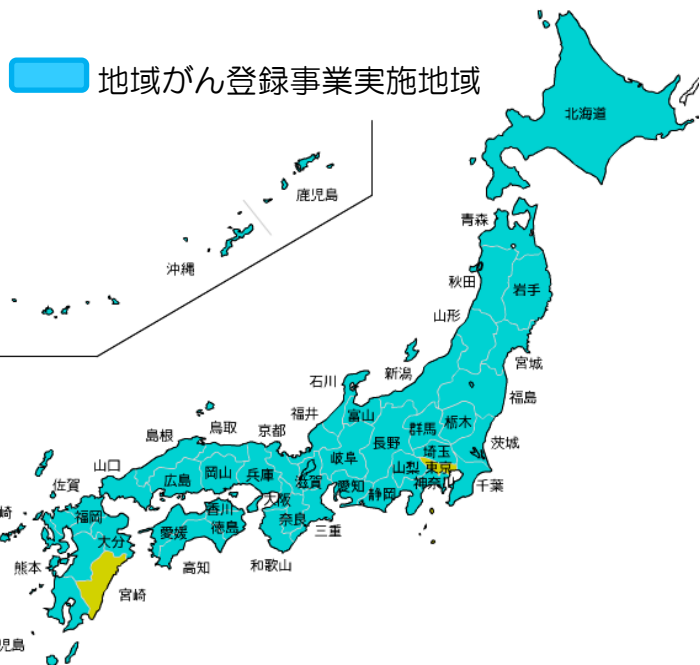 地域がん登録事業実施地域
北海道
鹿児島
青森
沖縄
秋田
岩手
山形
宮城
新潟
石川
福島
福井
富山
群馬
栃木
島根
鳥取
京都
長野
埼玉
茨城
山口
岐阜
山梨
東京
佐賀
広島
岡山
兵庫
滋賀
愛知
静岡
神奈川
千葉
崎
福岡
香川
大阪
奈良
三重
大分
愛媛
徳島
熊本
高知
和歌山
宮崎
児島